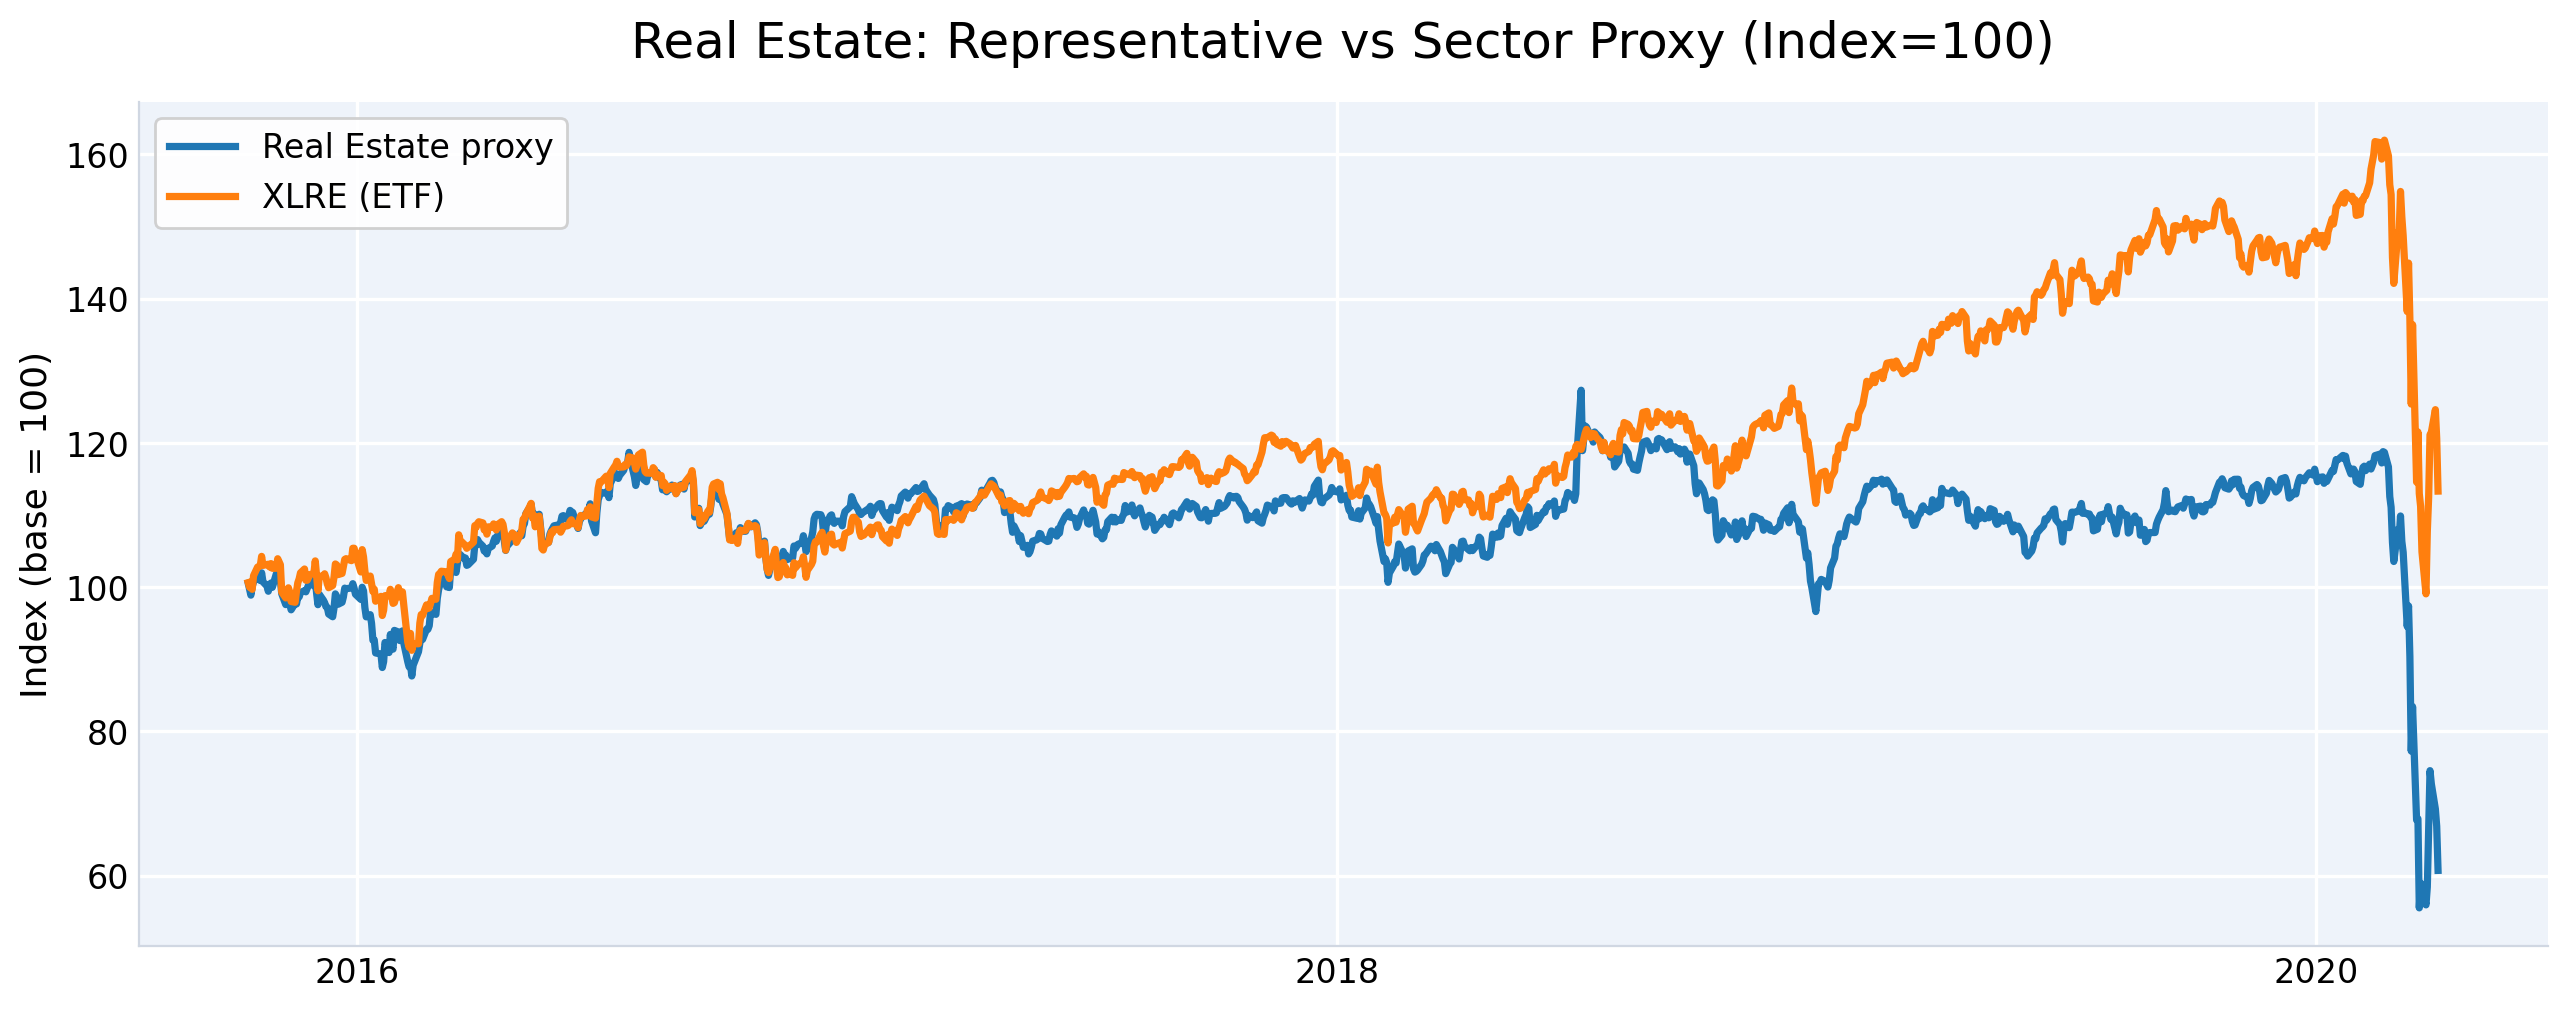 Real Estate: Representative vs Sector Proxy (Index=100)
Real Estate proxy
XLRE (ETF)
Index (base = 100)
160
140
120
100
80
60
2016
2018
2020